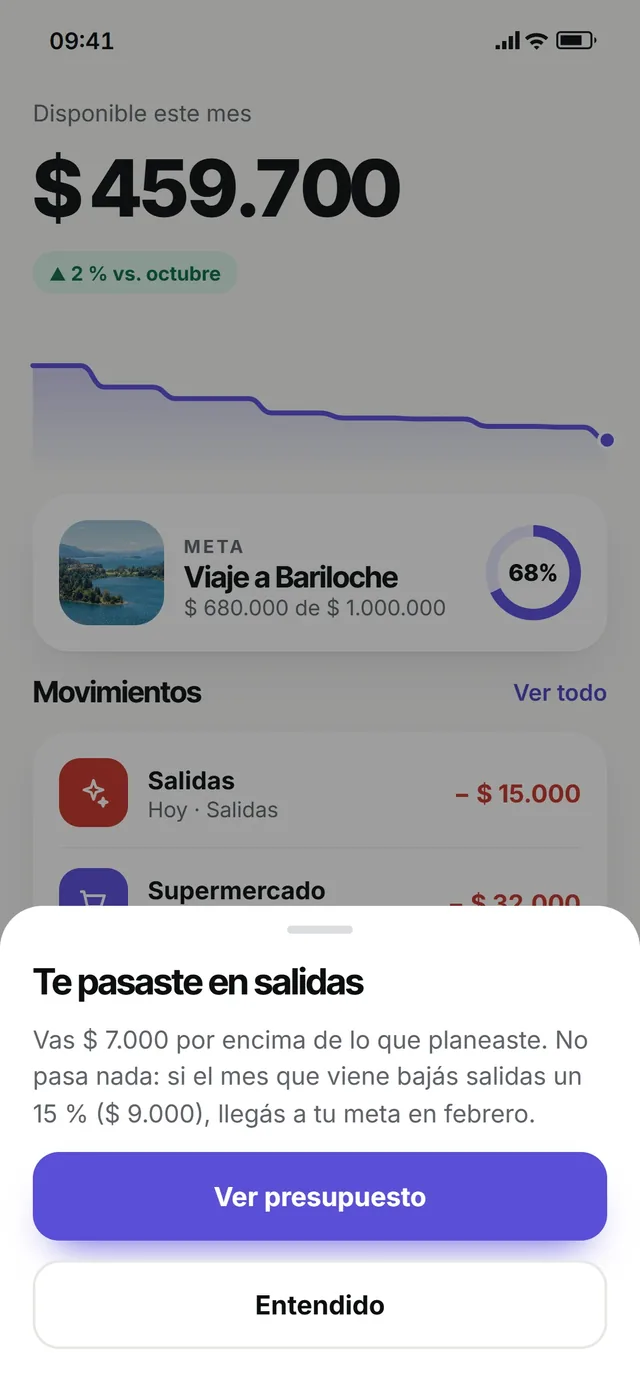 09:41
Disponible este mes
$ 459.700
▲ 2 % vs. octubre
META
Viaje a Bariloche
$ 680.000 de $ 1.000.000
68%
Movimientos
Ver todo
Salidas
Hoy · Salidas
– $ 15.000
Supermercado
– $ 32.000
Te pasaste en salidas
Vas $ 7.000 por encima de lo que planeaste. No
pasa nada: si el mes que viene bajás salidas un
15 % ($ 9.000), llegás a tu meta en febrero.
Ver presupuesto
Entendido